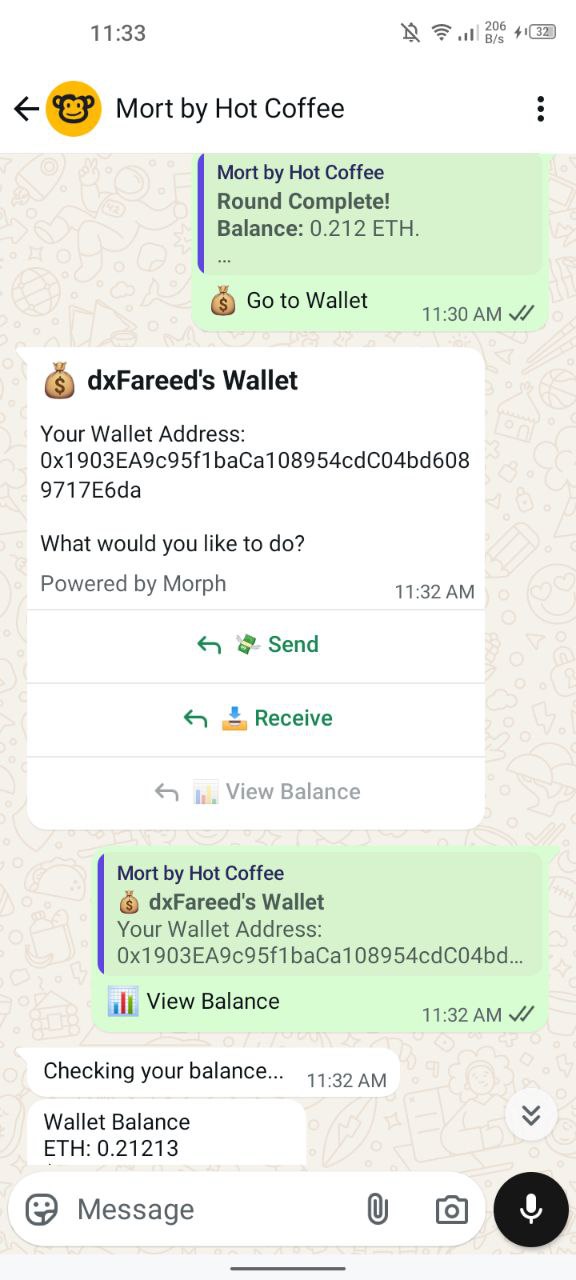 11:33
206
B/s
32
Mort by Hot Coffee
Mort by Hot Coffee
Round Complete!
Balance: 0.212 ETH.
...
Go to Wallet
11:30 AM
dxFareed's Wallet
Your Wallet Address:
0x1903EA9c95f1baCa108954cdC04bd608
9717E6da
What would you like to do?
Powered by Morph
11:32 AM
Send
Receive
View Balance
Mort by Hot Coffee
dxFareed's Wallet
Your Wallet Address:
0x1903EA9c95f1baCa108954cdC04bd...
View Balance
11:32 AM
Checking your balance...
11:32 AM
Wallet Balance
ETH: 0.21213
Message